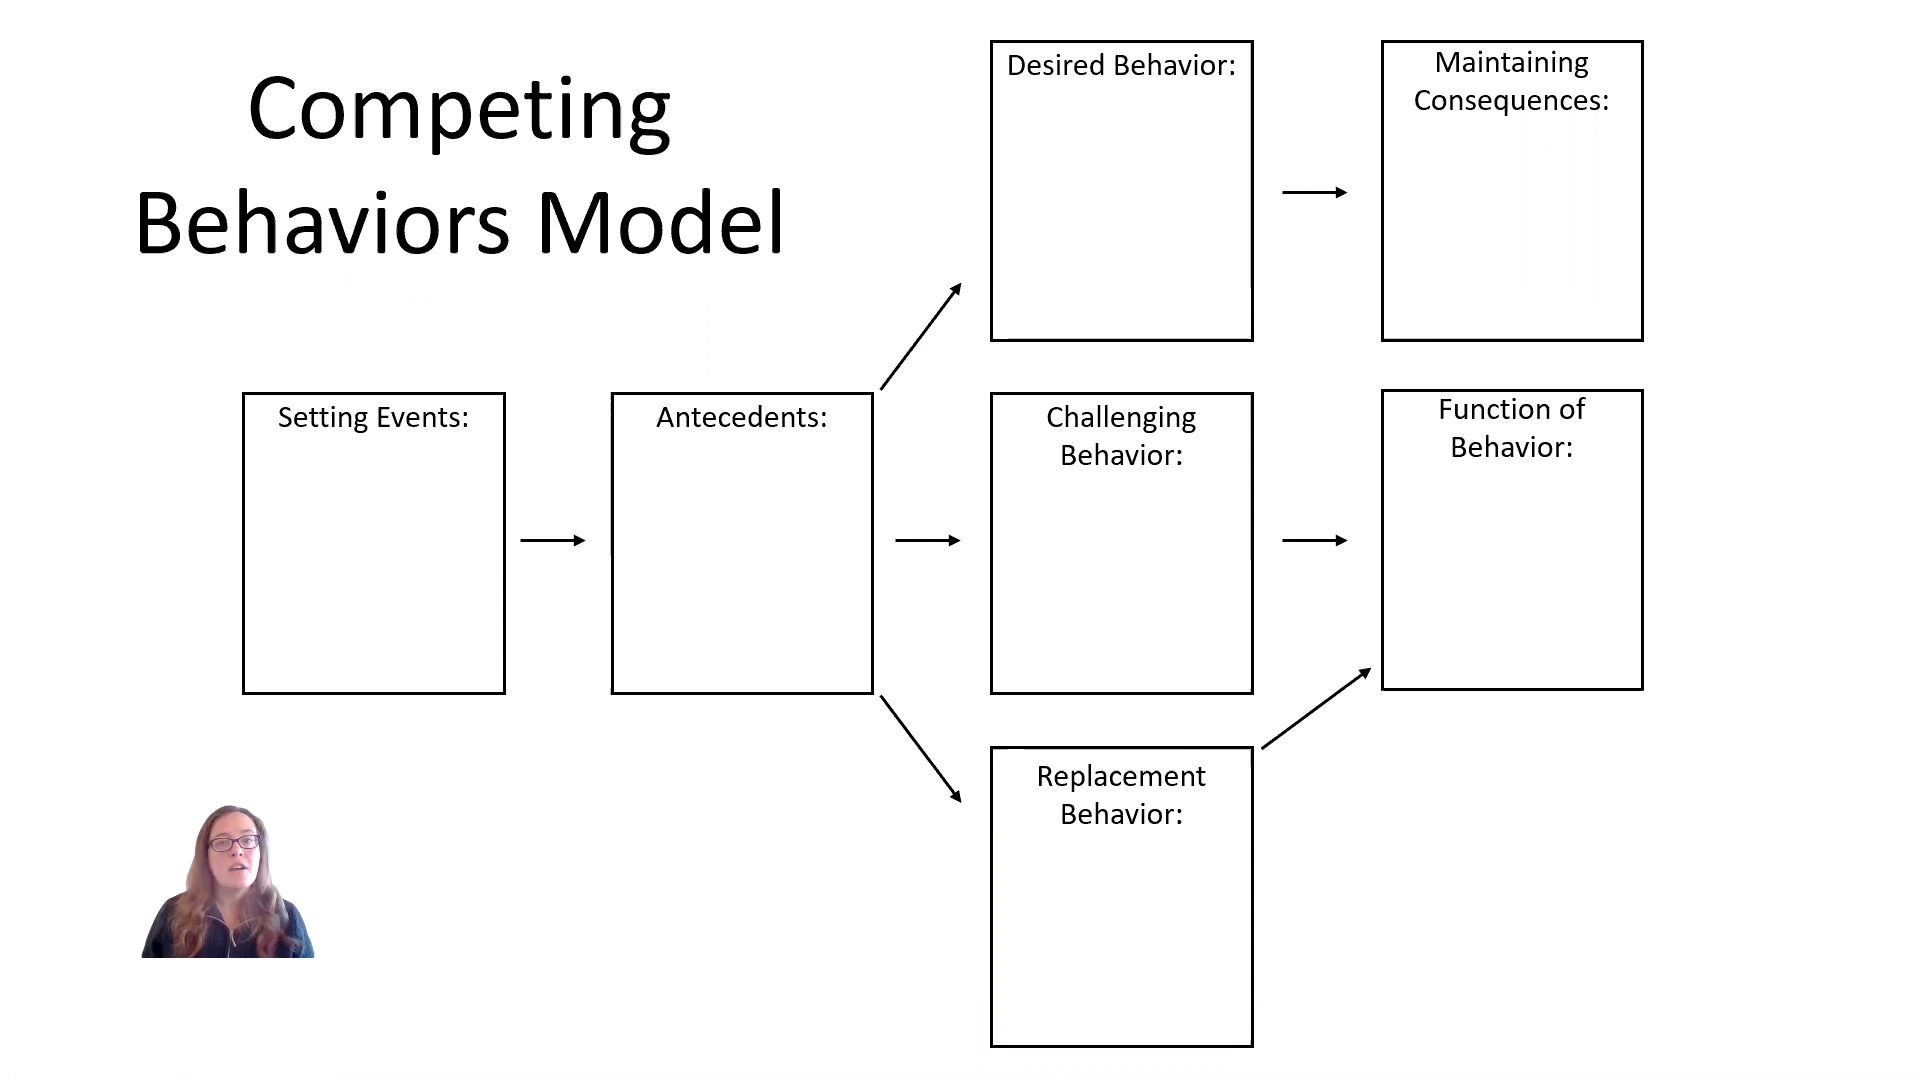 Competing
Behaviors Model
Desired Behavior:
Maintaining
Consequences:
Setting Events:
Antecedents:
Challenging
Behavior:
Function of
Behavior:
Replacement
Behavior: